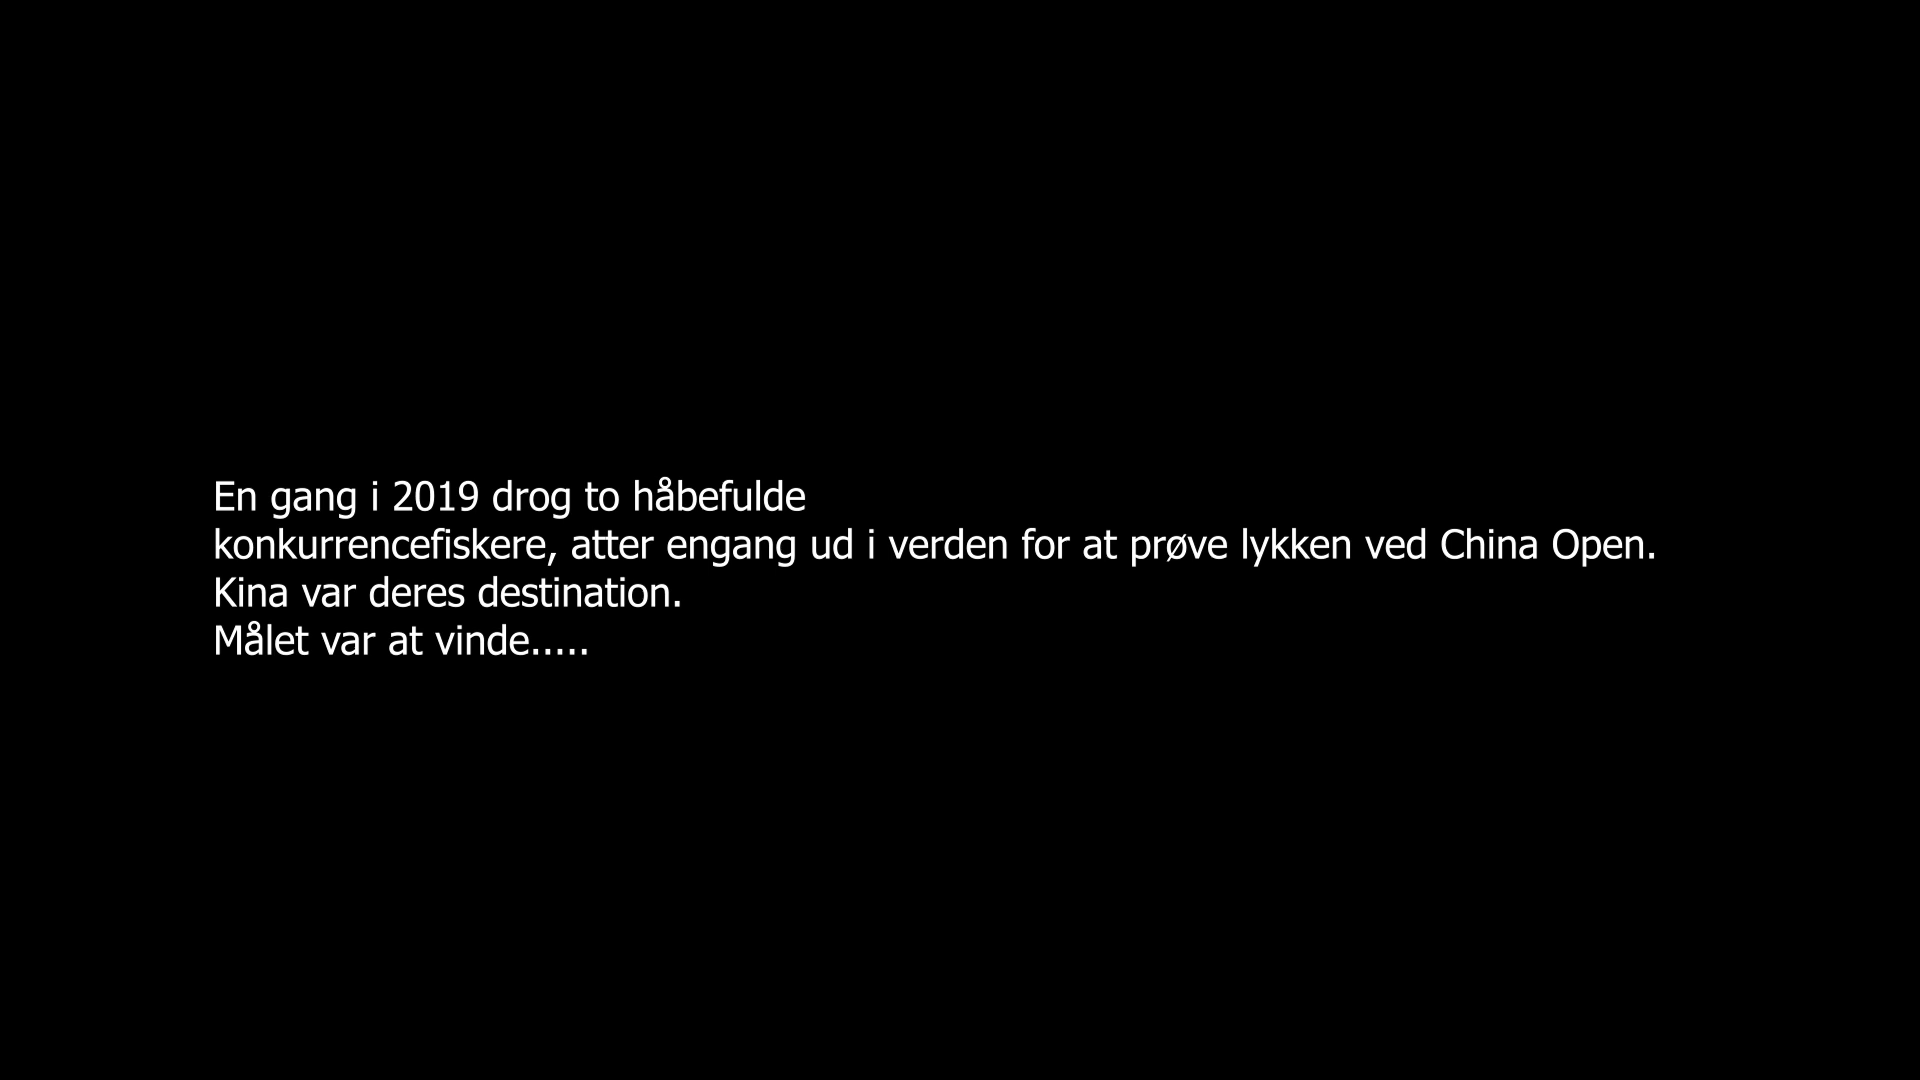 En gang i 2019 drog to håbefulde
konkurrencefiskere, atter engang ud i verden for at prøve lykken ved China Open.
Kina var deres destination.
Målet var at vinde.....